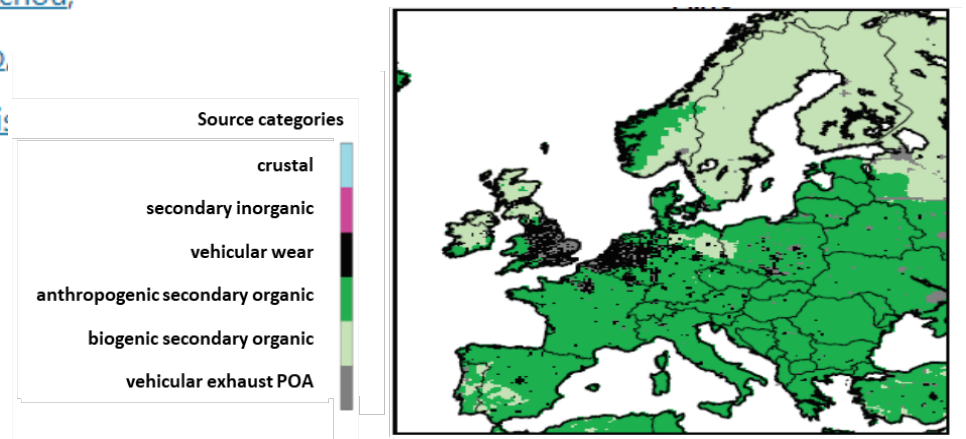 Source categories
crustal
secondary inorganic
vehicular wear
anthropogenic secondary organic
biogenic secondary organic
vehicular exhaust POA